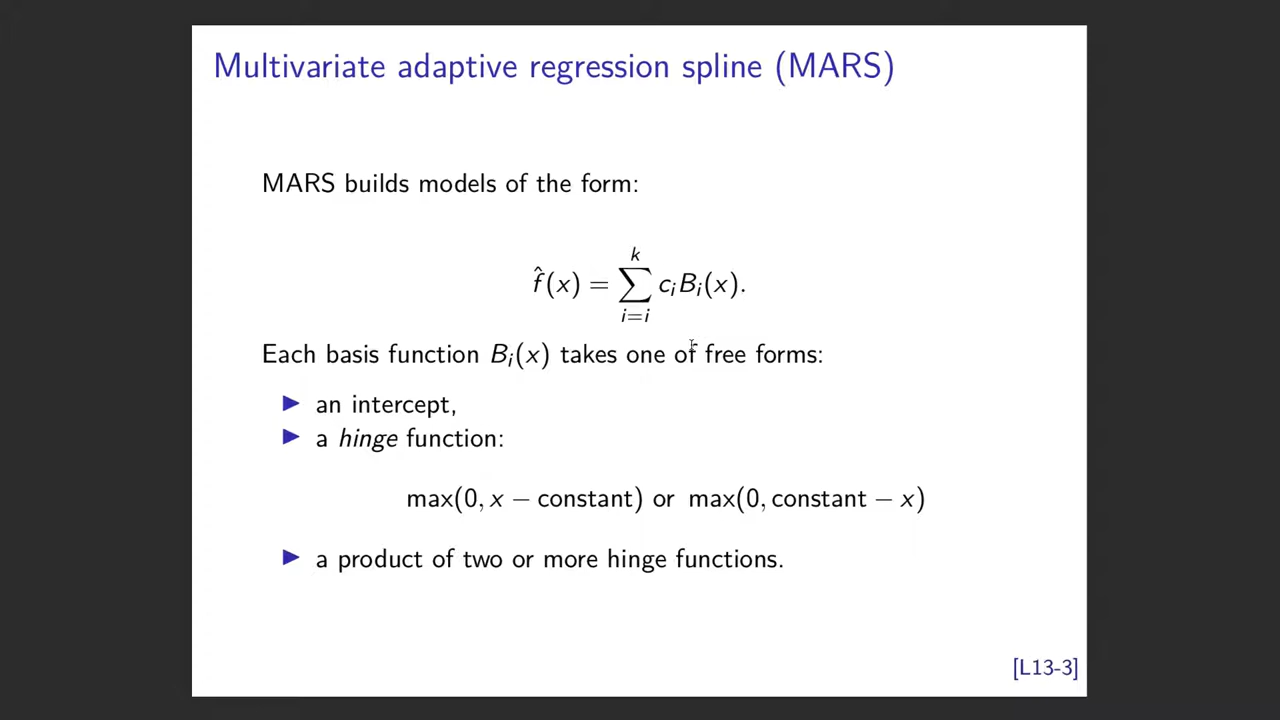 Multivariate adaptive regression spline (MARS)
MARS builds models of the form:
f̂(x) = ∑_{i=i}^{k} c_i B_i(x).
Each basis function B_i(x) takes one of free forms:
▶ an intercept,
▶ a hinge function:
max(0, x − constant) or max(0, constant − x)
▶ a product of two or more hinge functions.
[L13-3]